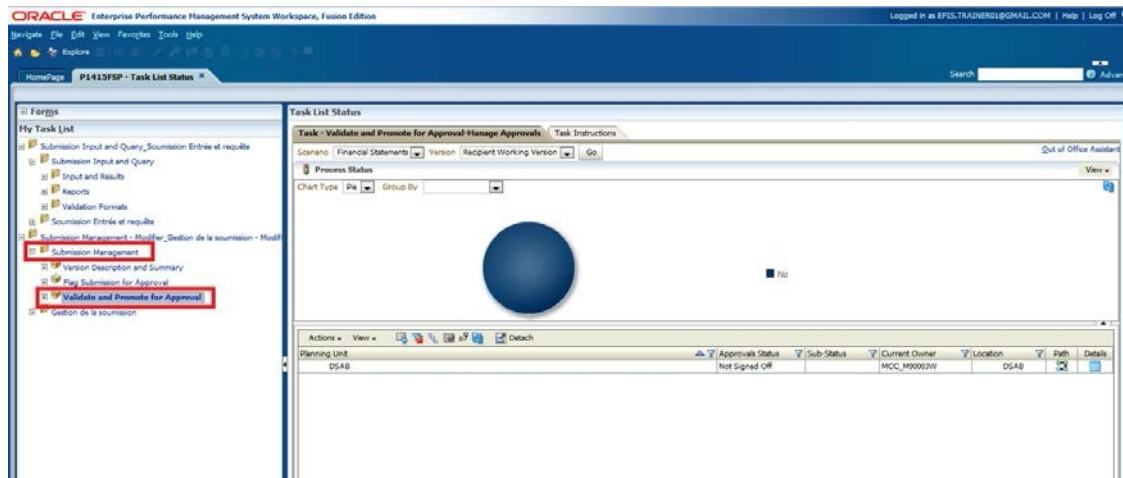 ORACLE Enterprise Performance Management System Workspace, Fusion Edition
Logged in as EFIS.TRAINER01@GMAIL.COM | Help | Log Off
Navigate File Edit View Favorites Tools Help
Explore
HomePage P1415FSP - Task List Status
Search Advan
Forms
My Task List
Submission Input and Query_Soumission Entrée et requête
Submission Input and Query
Input and Results
Reports
Validation Formats
Soumission Entrée et requête
Submission Management - Modifier_Gestion de la soumission - Modifi
Submission Management
Version Description and Summary
Flag Submission for Approval
Validate and Promote for Approval
Gestion de la soumission
Task List Status
Task - Validate and Promote for Approval-Manage Approvals Task Instructions
Scenario Financial Statements Version Recipient Working Version Go
Out of Office Assistant
Process Status
View
Chart Type Pie Group By
No
Actions View Detach
Planning Unit Approvals Status Sub-Status Current Owner Location Path Details
DSAB Not Signed Off MCC_M90003W DSAB